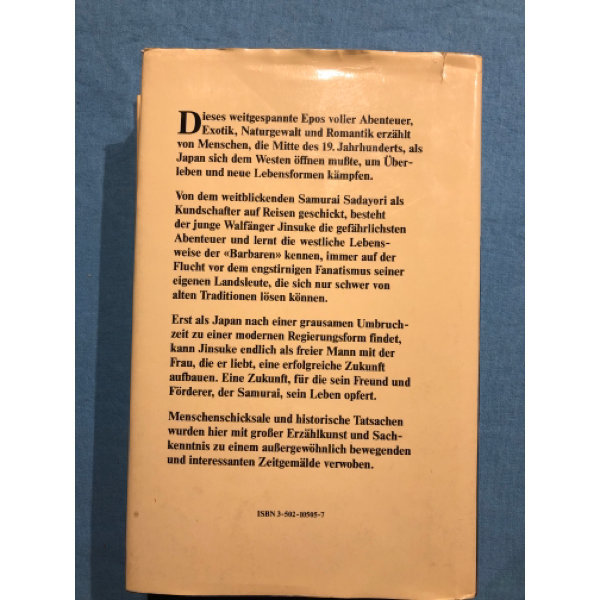 Dieses weitgespannte Epos voller Abenteuer,
Exotik, Naturgewalt und Romantik erzählt
von Menschen, die Mitte des 19. Jahrhunderts, als
Japan sich dem Westen öffnen mußte, um Über-
leben und neue Lebensformen kämpfen.
Von dem weitblickenden Samurai Sadayori als
Kundschafter auf Reisen geschickt, besteht
der junge Walfänger Jinsuke die gefährlichsten
Abenteuer und lernt die westliche Lebens-
weise der «Barbaren» kennen, immer auf der
Flucht vor dem engstirnigen Fanatismus seiner
eigenen Landsleute, die sich nur schwer von
alten Traditionen lösen können.
Erst als Japan nach einer grausamen Umbruch-
zeit zu einer modernen Regierungsform findet,
kann Jinsuke endlich als freier Mann mit der
Frau, die er liebt, eine erfolgreiche Zukunft
aufbauen. Eine Zukunft, für die sein Freund und
Förderer, der Samurai, sein Leben opfert.
Menschenschicksale und historische Tatsachen
wurden hier mit großer Erzählkunst und Sach-
kenntnis zu einem außergewöhnlich bewegenden
und interessanten Zeitgemälde verwoben.
ISBN 3-502-10595-7